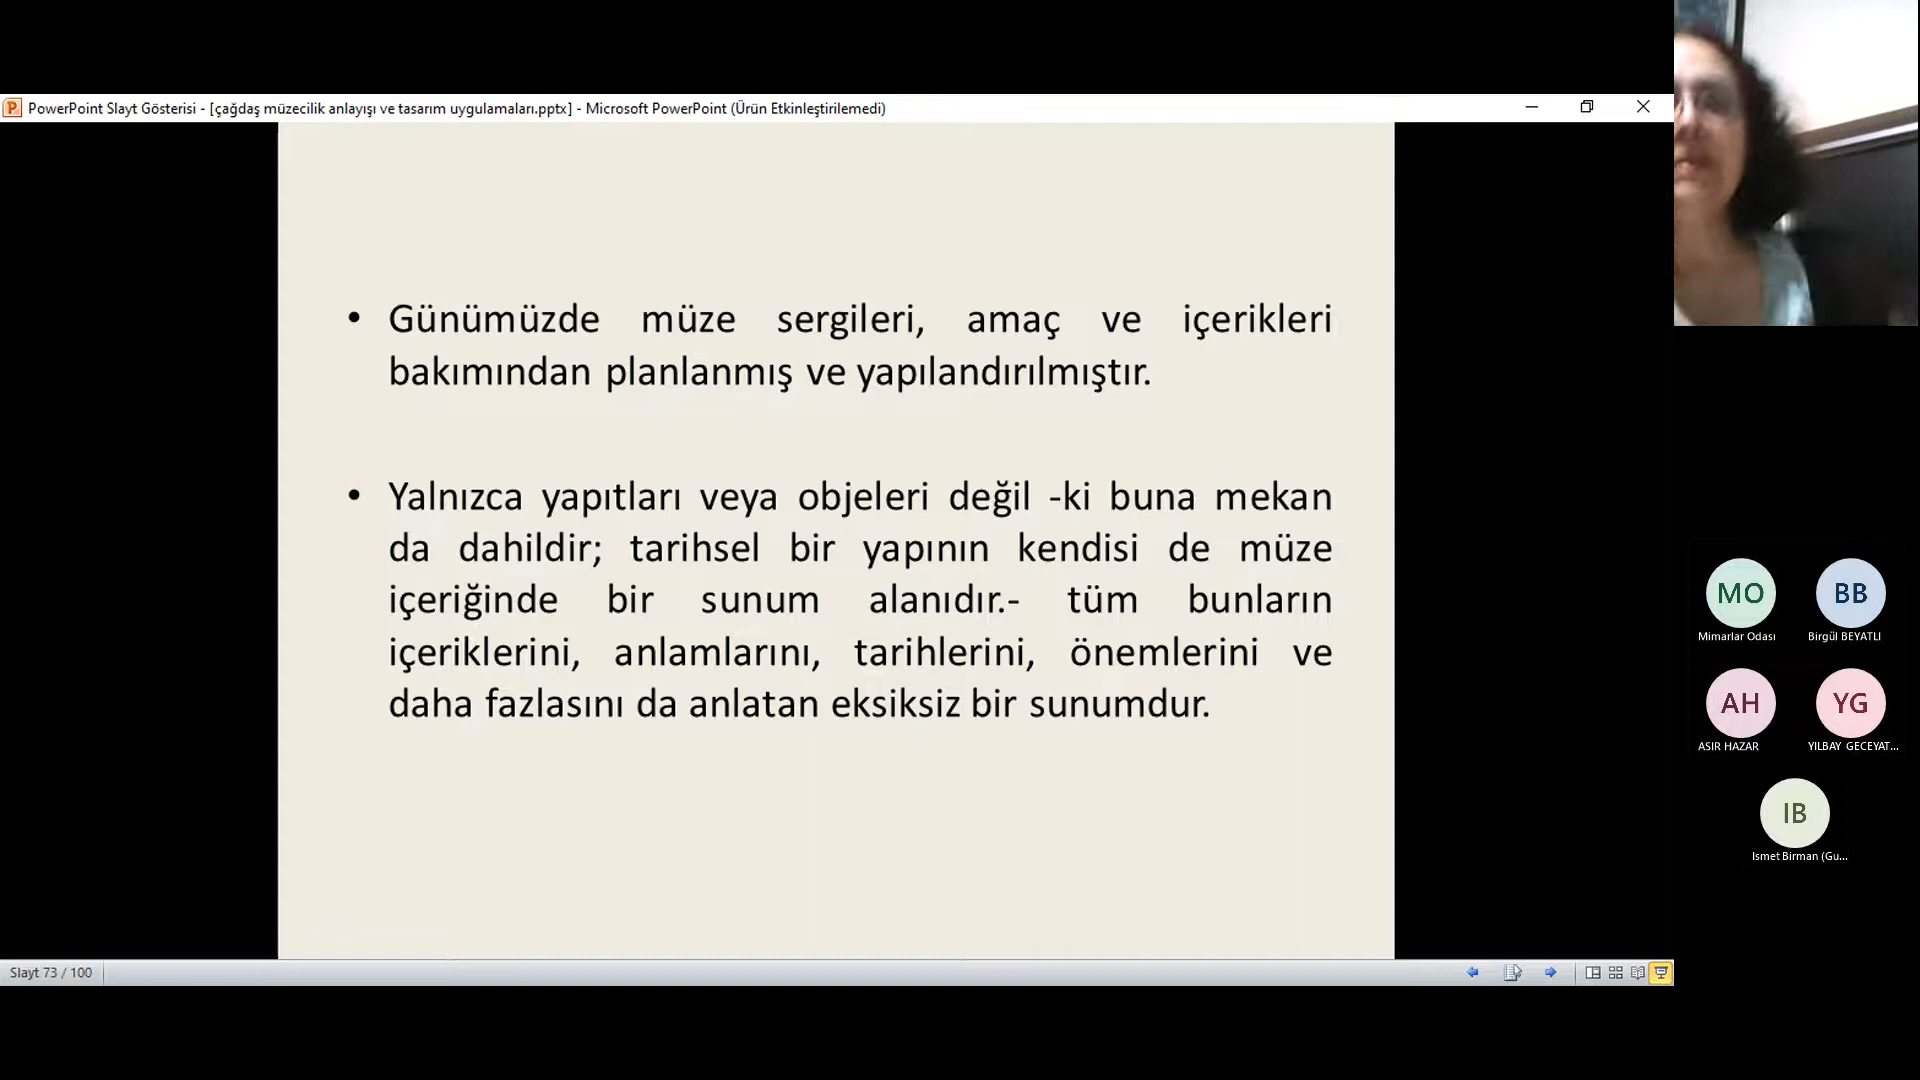 PowerPoint Slayt Gösterisi - [çağdaş müzecilik anlayışı ve tasarım uygulamaları.pptx] - Microsoft PowerPoint (Ürün Etkinleştirilemedi)
• Günümüzde müze sergileri, amaç ve içerikleri
bakımından planlanmış ve yapılandırılmıştır.
• Yalnızca yapıtları veya objeleri değil -ki buna mekan
da dahildir; tarihsel bir yapının kendisi de müze
içeriğinde bir sunum alanıdır.- tüm bunların
içeriklerini, anlamlarını, tarihlerini, önemlerini ve
daha fazlasını da anlatan eksiksiz bir sunumdur.
MO
Mimarlar Odası
BB
Birgül BEYATLI
AH
ASIR HAZAR
YG
YILBAY GECEYAT...
IB
Ismet Birman (Gu...
Slayt 73 / 100